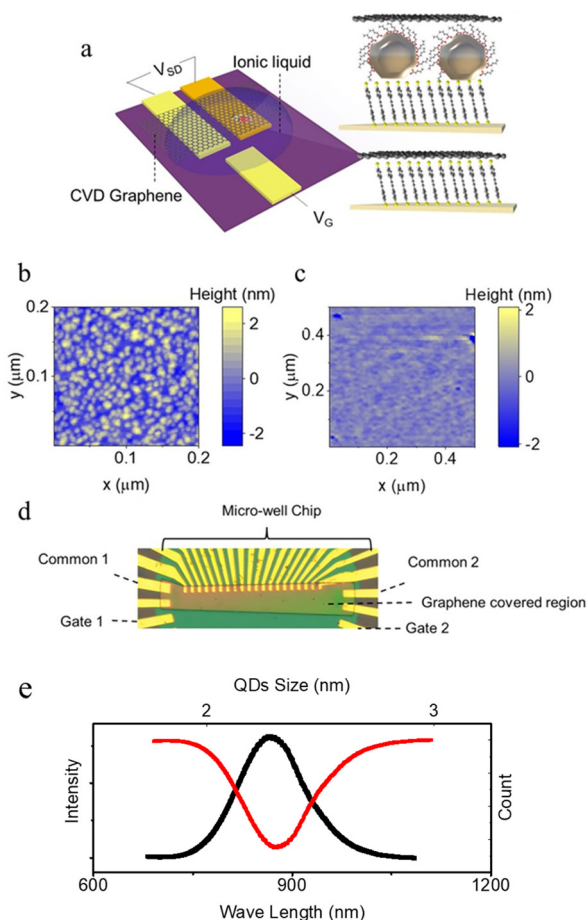 a
V_SD
Ionic liquid
CVD Graphene
V_G
b
c
Height (nm)
Height (nm)
0.2
0.1
y (μm)
2
0
-2
0.1
0.2
x (μm)
0.4
0.2
y (μm)
2
0
-2
0.2
0.4
x (μm)
d
Micro-well Chip
Common 1
Common 2
Graphene covered region
Gate 1
Gate 2
e
QDs Size (nm)
2
3
Intensity
Count
600
900
1200
Wave Length (nm)